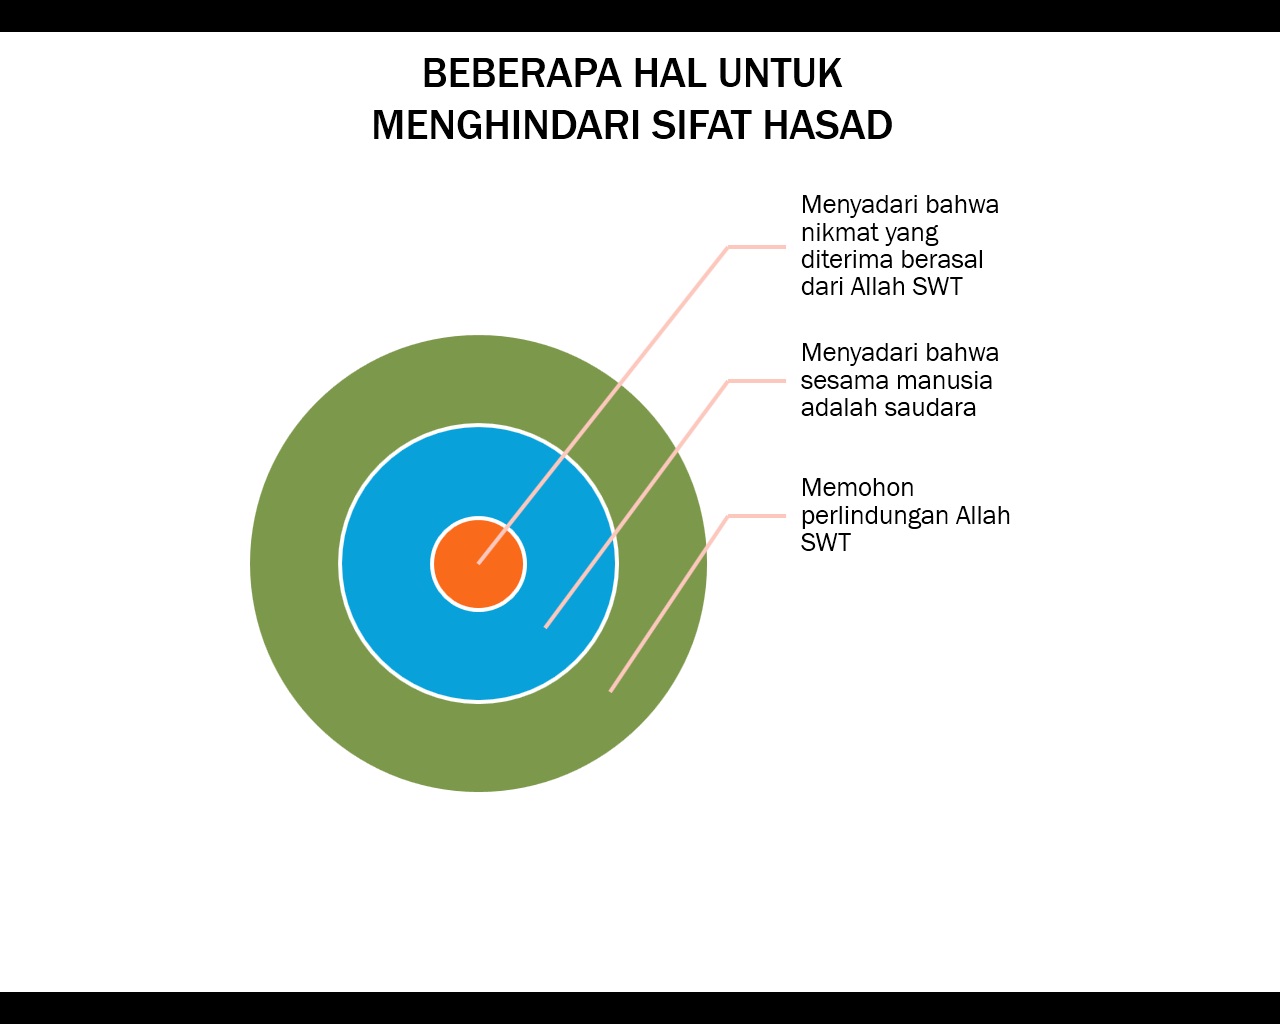 BEBERAPA HAL UNTUK
MENGHINDARI SIFAT HASAD
Menyadari bahwa
nikmat yang
diterima berasal
dari Allah SWT
Menyadari bahwa
sesama manusia
adalah saudara
Memohon
perlindungan Allah
SWT